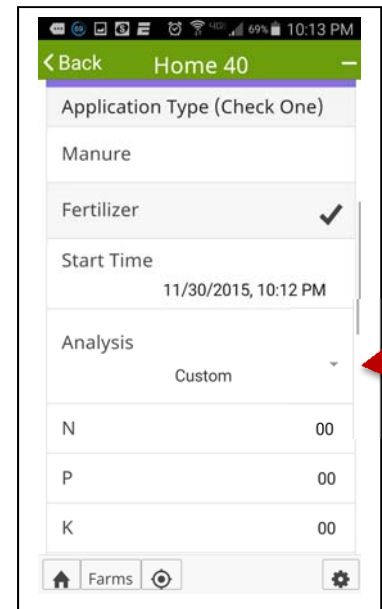 69% 10:13 PM
Back Home 40
Application Type (Check One)
Manure
Fertilizer
Start Time
11/30/2015, 10:12 PM
Analysis
Custom
N 00
P 00
K 00
Farms